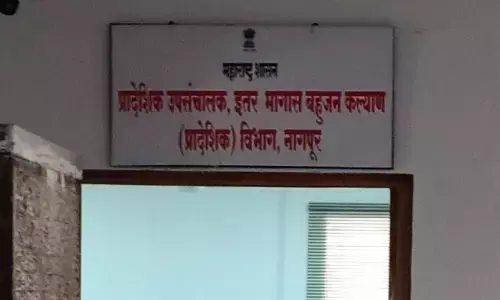 महाराष्ट्र शासन
प्रादेशिक उपसंचालक, इतर मागास बहुजन कल्याण
(प्रादेशिक) विभाग, नागपूर